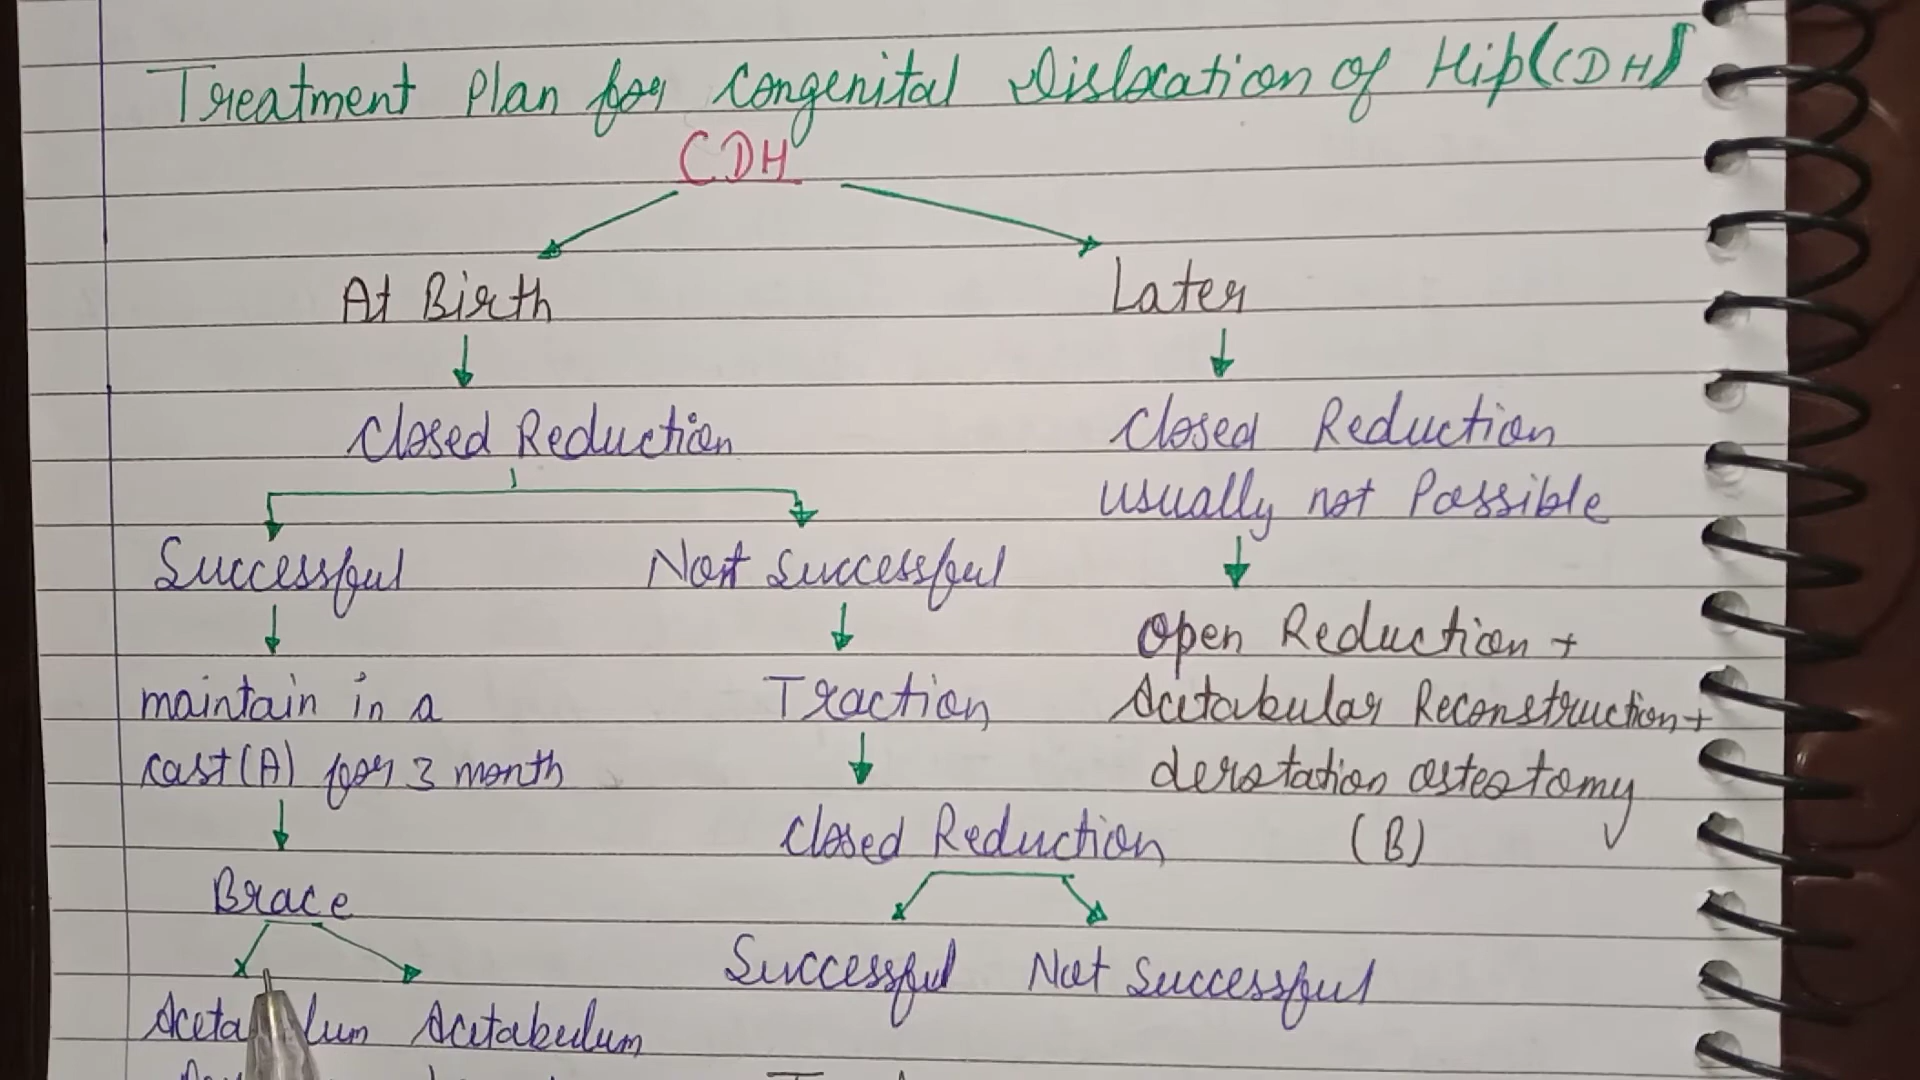 Treatment Plan for Congenital Dislocation of Hip(CDH)
CDH
At Birth
Later
Closed Reduction
Closed Reduction
usually not Possible
Successful
Not Successful
maintain in a
cast(A) for 3 month
Traction
Open Reduction +
Acetabular Reconstruction+
derotation osteotomy
(B)
Closed Reduction
Brace
Successful
Not Successful
Acetabulum